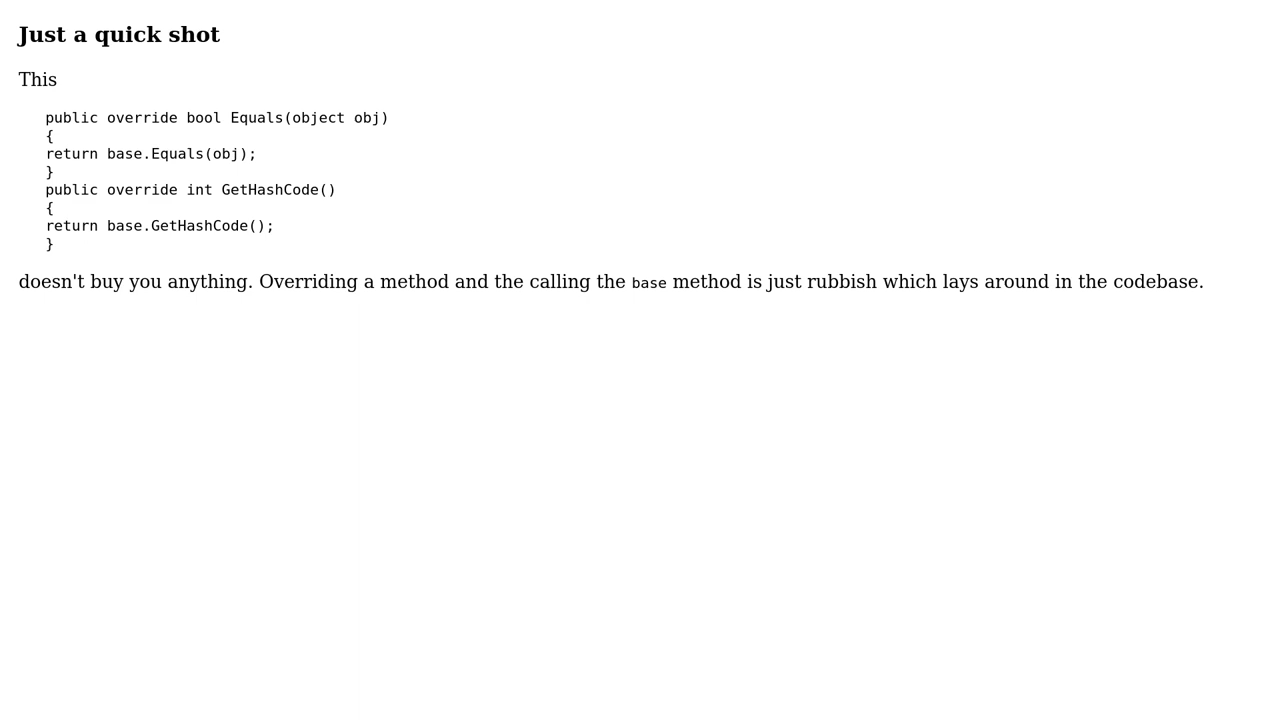 Just a quick shot
This
public override bool Equals(object obj)
{
return base.Equals(obj);
}
public override int GetHashCode()
{
return base.GetHashCode();
}
doesn't buy you anything. Overriding a method and the calling the base method is just rubbish which lays around in the codebase.